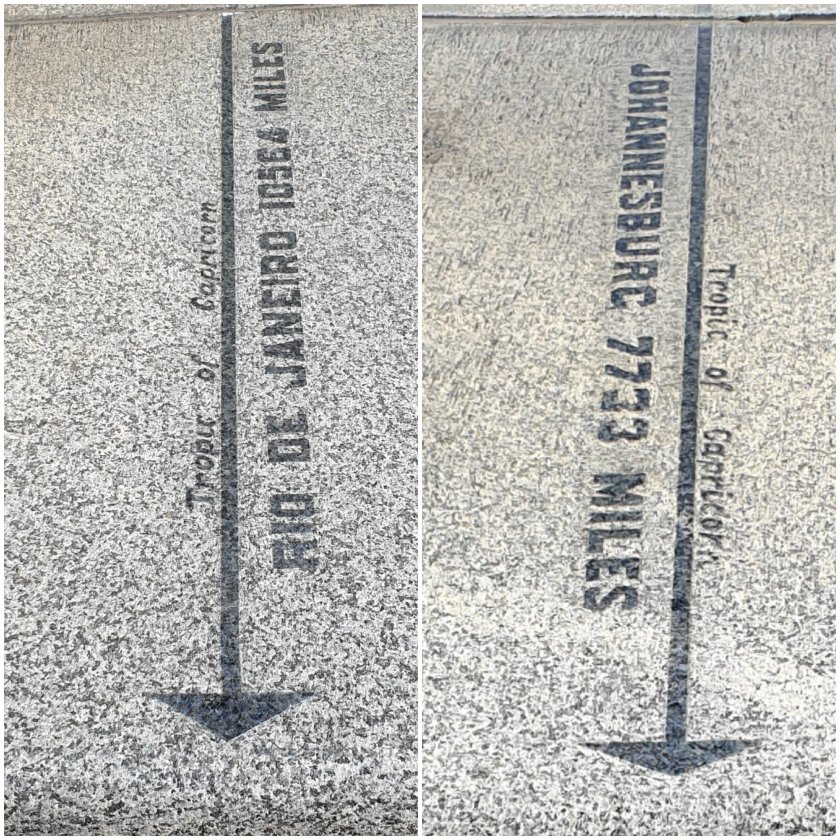 Tropic of Capricorn
RIO DE JANEIRO 10564 MILES
JOHANNESBURG 7733 MILES
Tropic of Capricorn